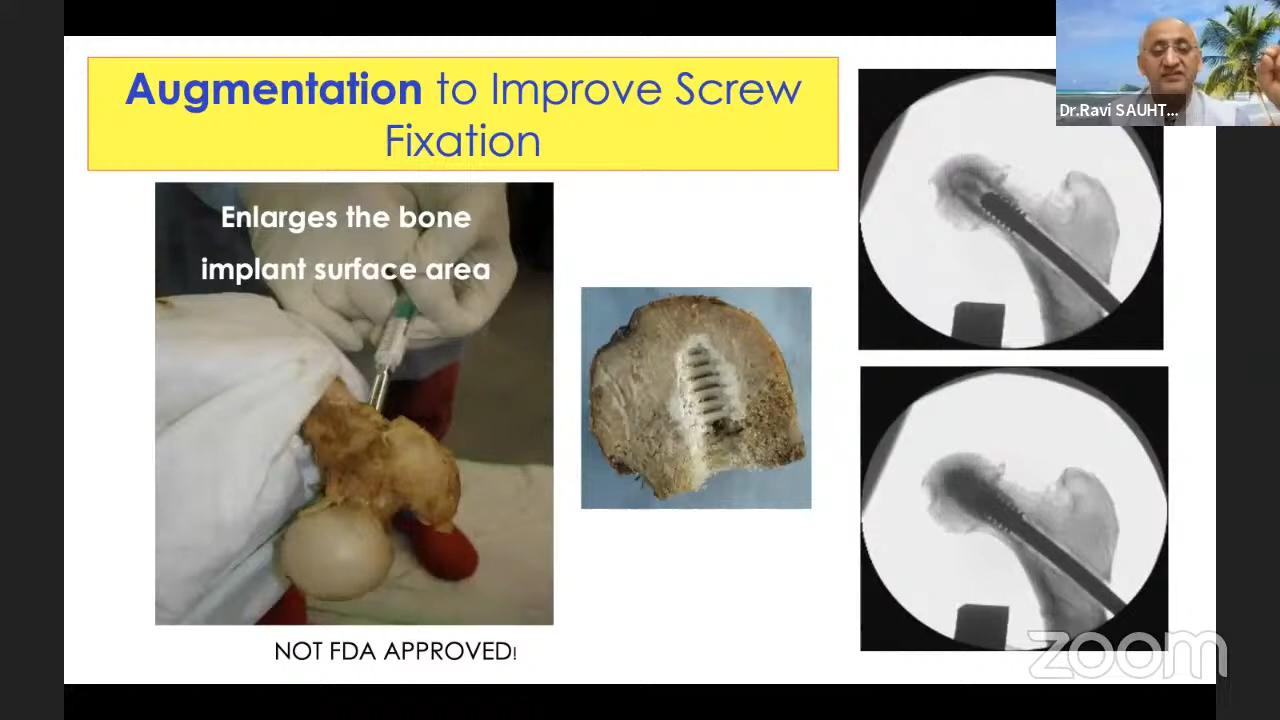 Augmentation to Improve Screw
Fixation
Dr.Ravi SAUHT...
Enlarges the bone
implant surface area
NOT FDA APPROVED!
zoom